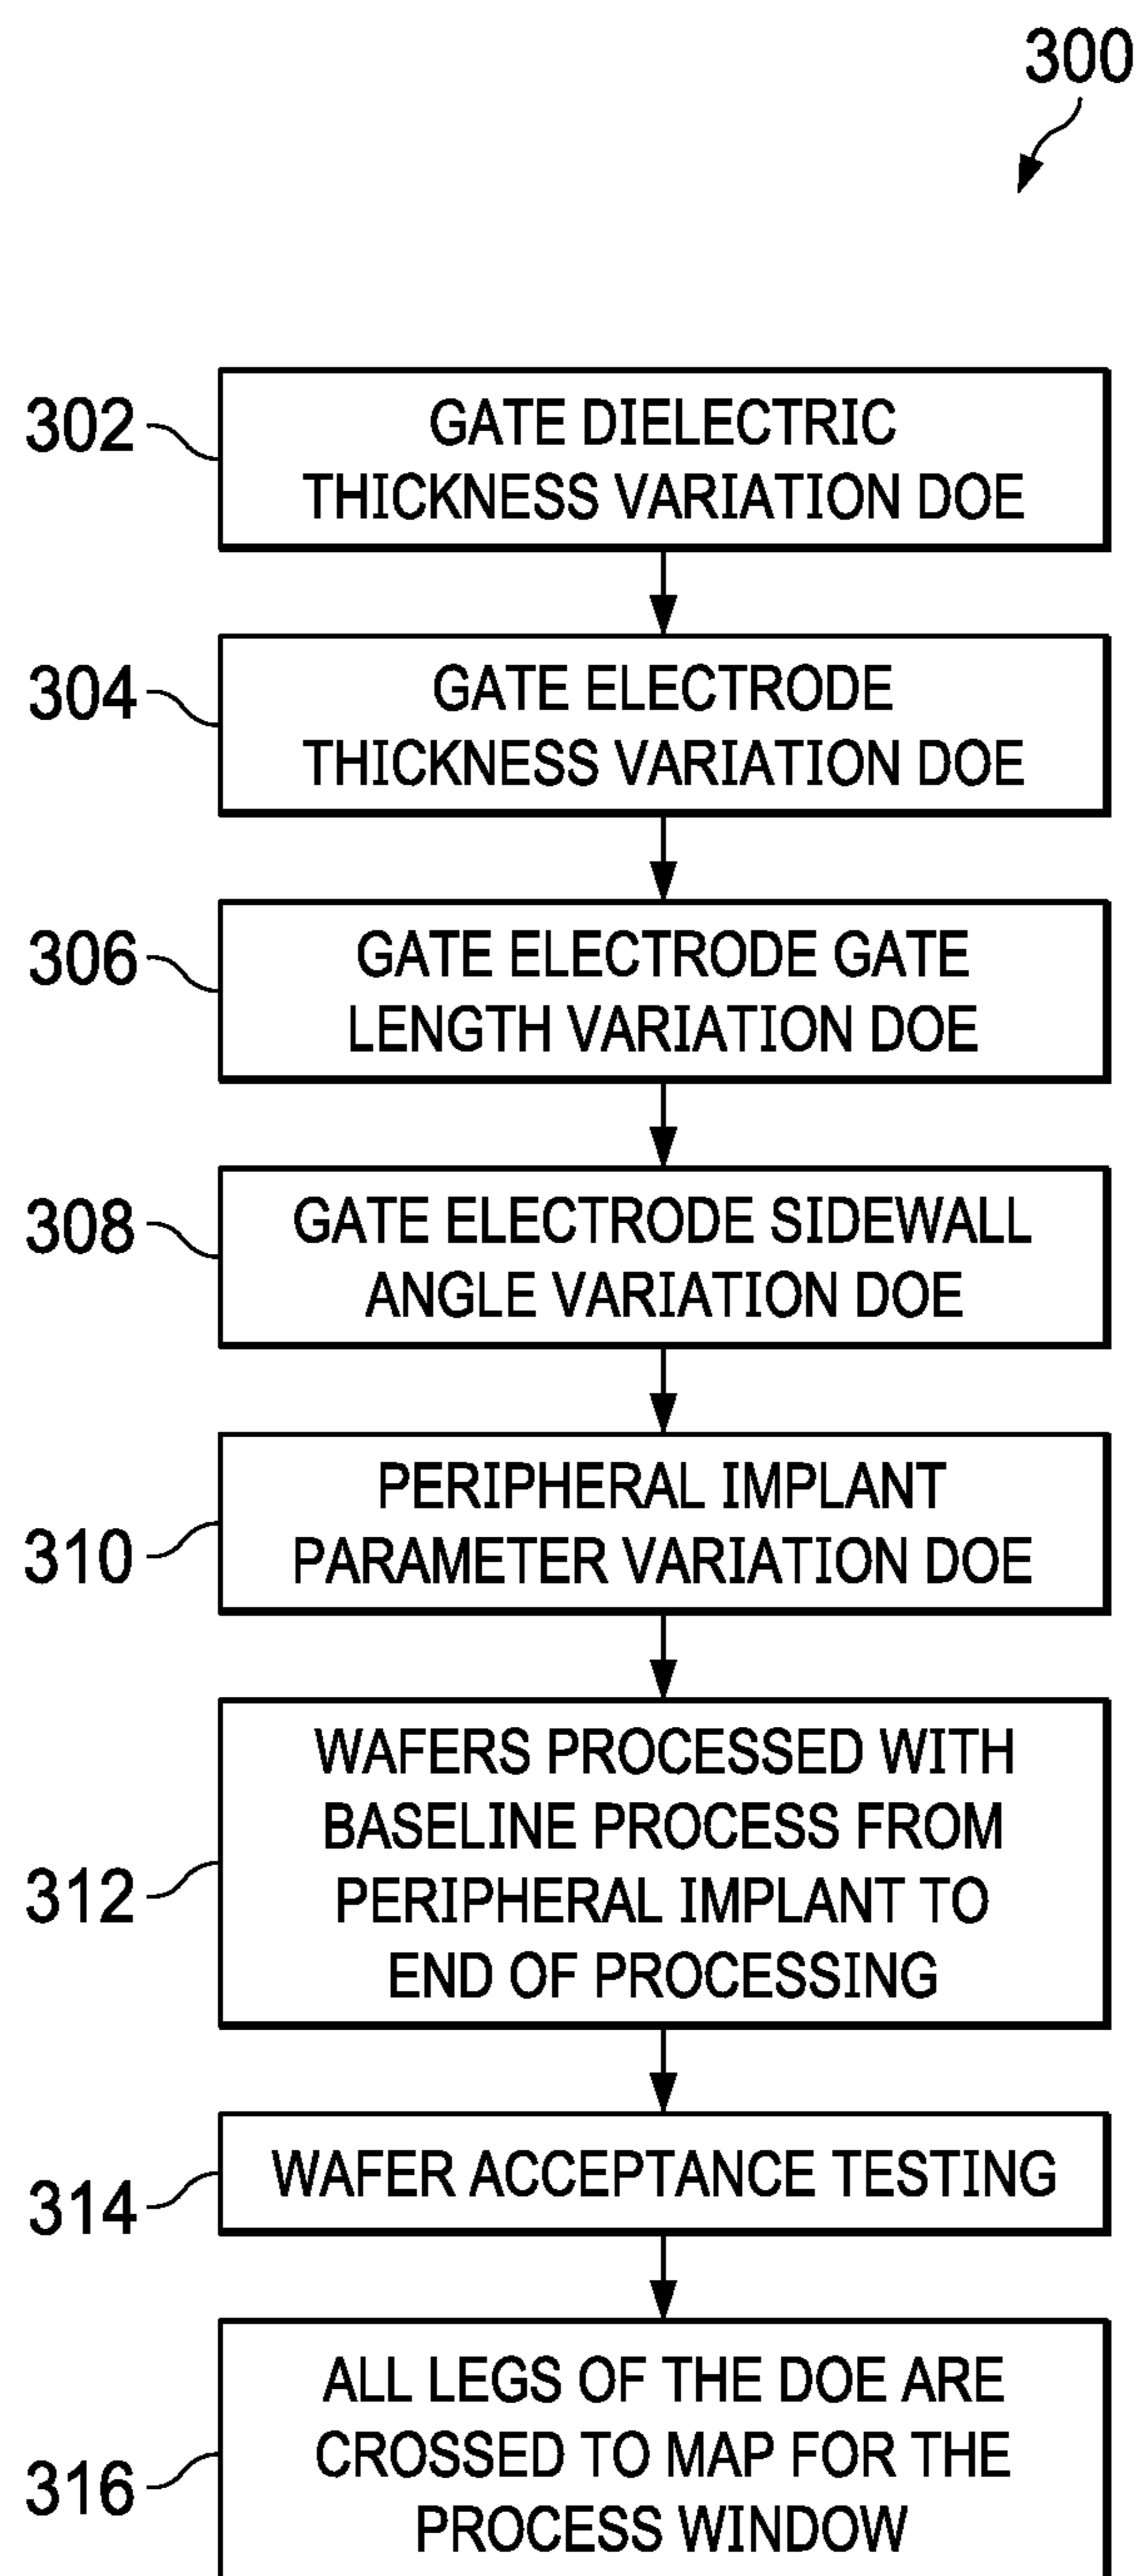 300
302
GATE DIELECTRIC
THICKNESS VARIATION DOE
304
GATE ELECTRODE
THICKNESS VARIATION DOE
306
GATE ELECTRODE GATE
LENGTH VARIATION DOE
308
GATE ELECTRODE SIDEWALL
ANGLE VARIATION DOE
310
PERIPHERAL IMPLANT
PARAMETER VARIATION DOE
312
WAFERS PROCESSED WITH
BASELINE PROCESS FROM
PERIPHERAL IMPLANT TO
END OF PROCESSING
314
WAFER ACCEPTANCE TESTING
316
ALL LEGS OF THE DOE ARE
CROSSED TO MAP FOR THE
PROCESS WINDOW